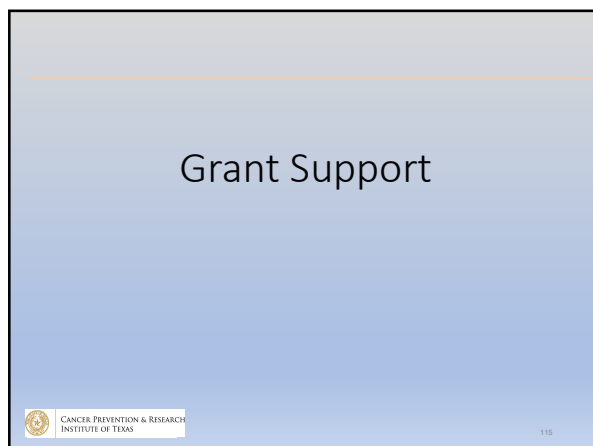 Grant Support
CANCER PREVENTION & RESEARCH
INSTITUTE OF TEXAS
115